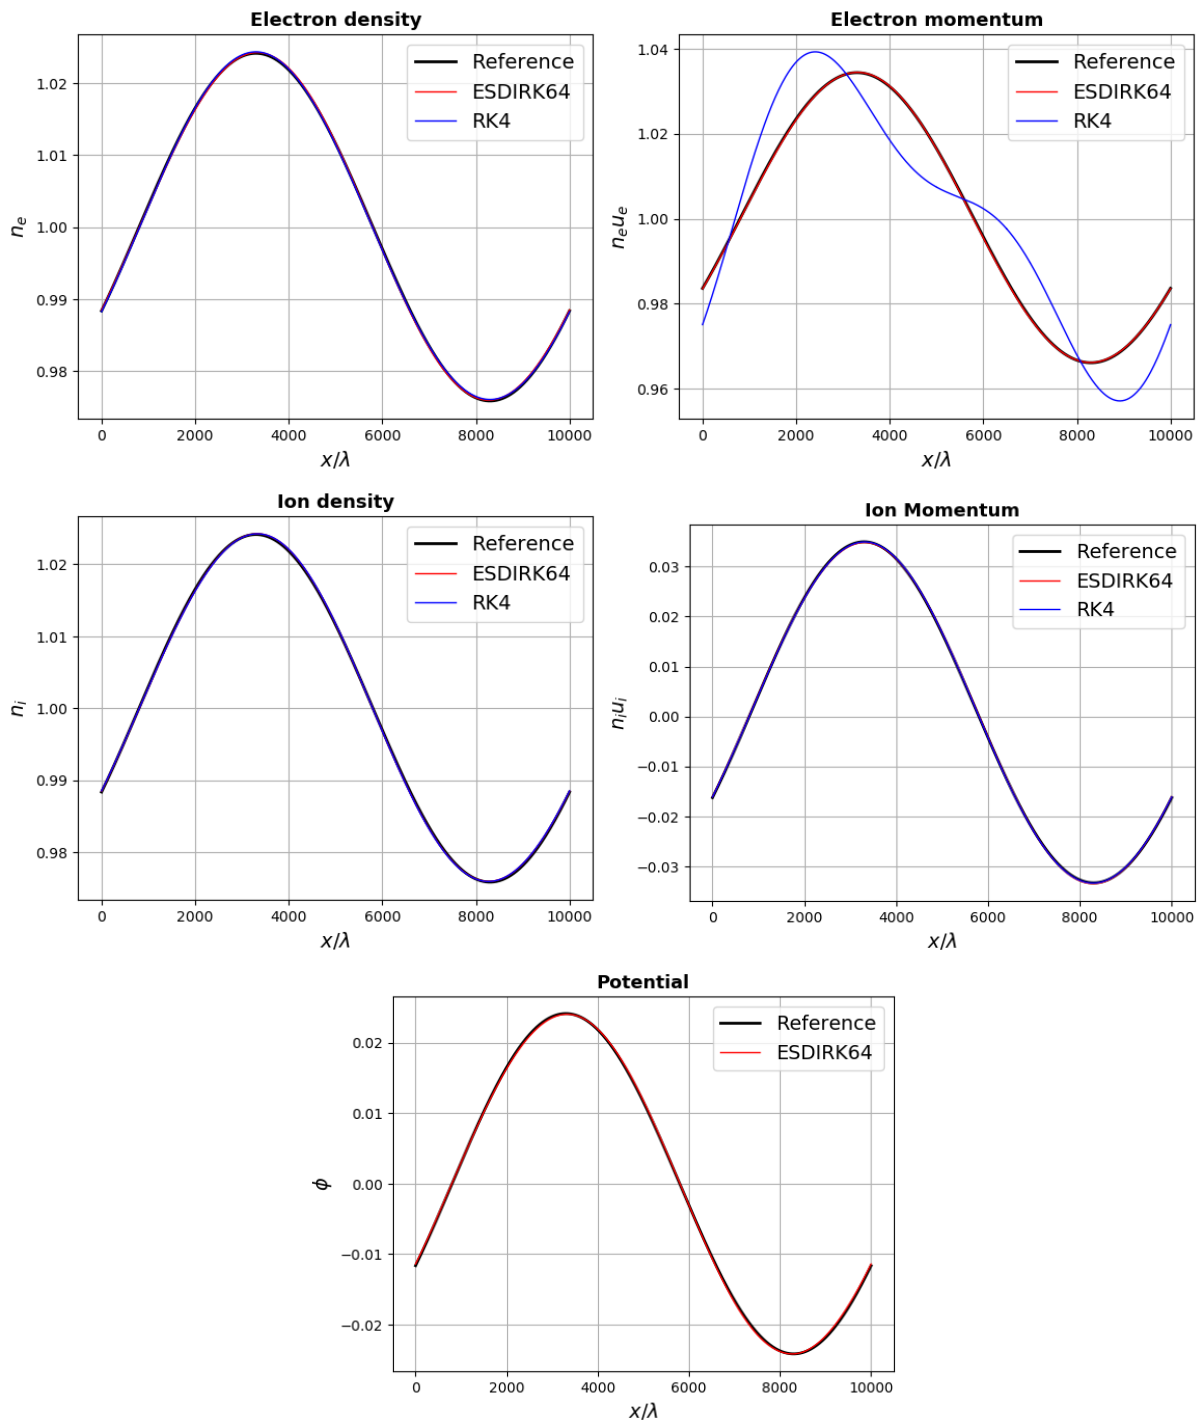 Electron density
Reference
ESDIRK64
RK4
1.02
1.01
1.00
0.99
0.98
n_e
0 2000 4000 6000 8000 10000
x/λ
Electron momentum
Reference
ESDIRK64
RK4
1.04
1.02
1.00
0.98
0.96
n_e u_e
0 2000 4000 6000 8000 10000
x/λ
Ion density
Reference
ESDIRK64
RK4
1.02
1.01
1.00
0.99
0.98
n_i
0 2000 4000 6000 8000 10000
x/λ
Ion Momentum
Reference
ESDIRK64
RK4
0.03
0.02
0.01
0.00
−0.01
−0.02
−0.03
n_i u_i
0 2000 4000 6000 8000 10000
x/λ
Potential
Reference
ESDIRK64
0.02
0.01
0.00
−0.01
−0.02
ϕ
0 2000 4000 6000 8000 10000
x/λ